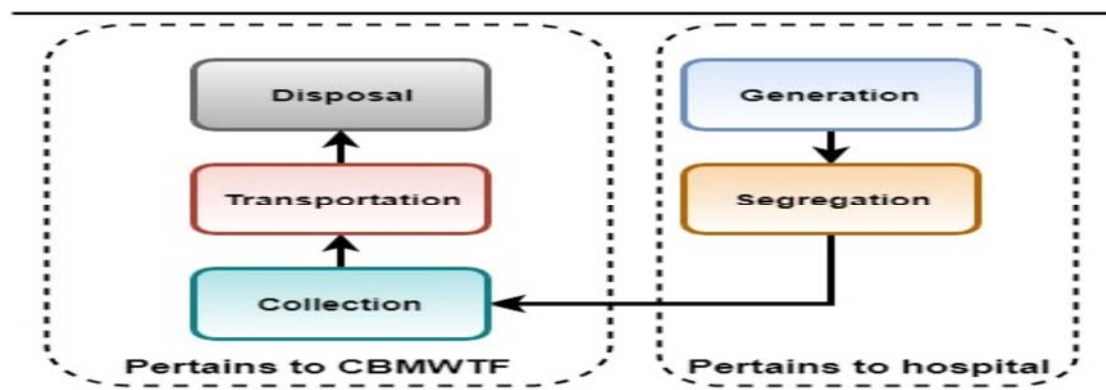 Disposal
Generation
Transportation
Segregation
Collection
Pertains to CBMWTF
Pertains to hospital